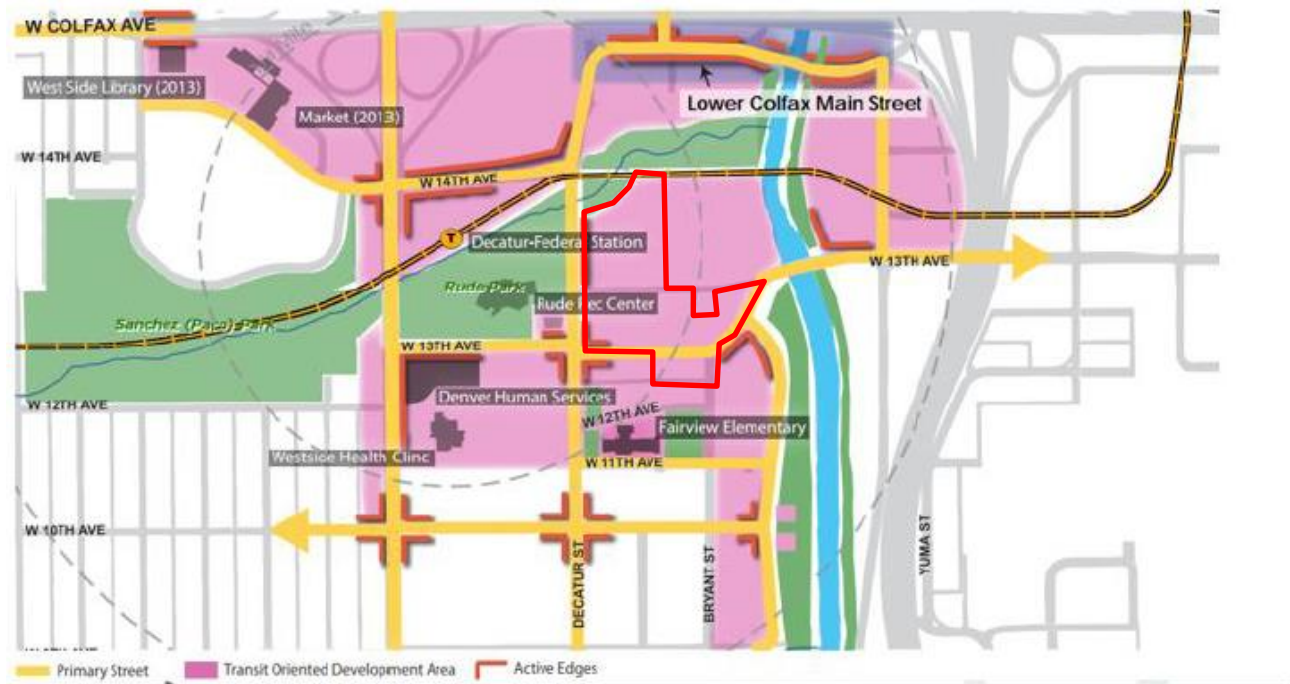 W COLFAX AVE
West Side Library (2013)
Market (2013)
Lower Colfax Main Street
W 14TH AVE
W 14TH AVE
Decatur-Federal Station
T
W 13TH AVE
Rude Park
Rude Rec Center
Sanchez (Paco) Park
W 13TH AVE
Denver Human Services
W 12TH AVE
W 12TH AVE
Fairview Elementary
Westside Health Clinc
W 11TH AVE
W 10TH AVE
DECATUR ST
BRYANT ST
YUMA ST
Primary Street
Transit Oriented Development Area
Active Edges